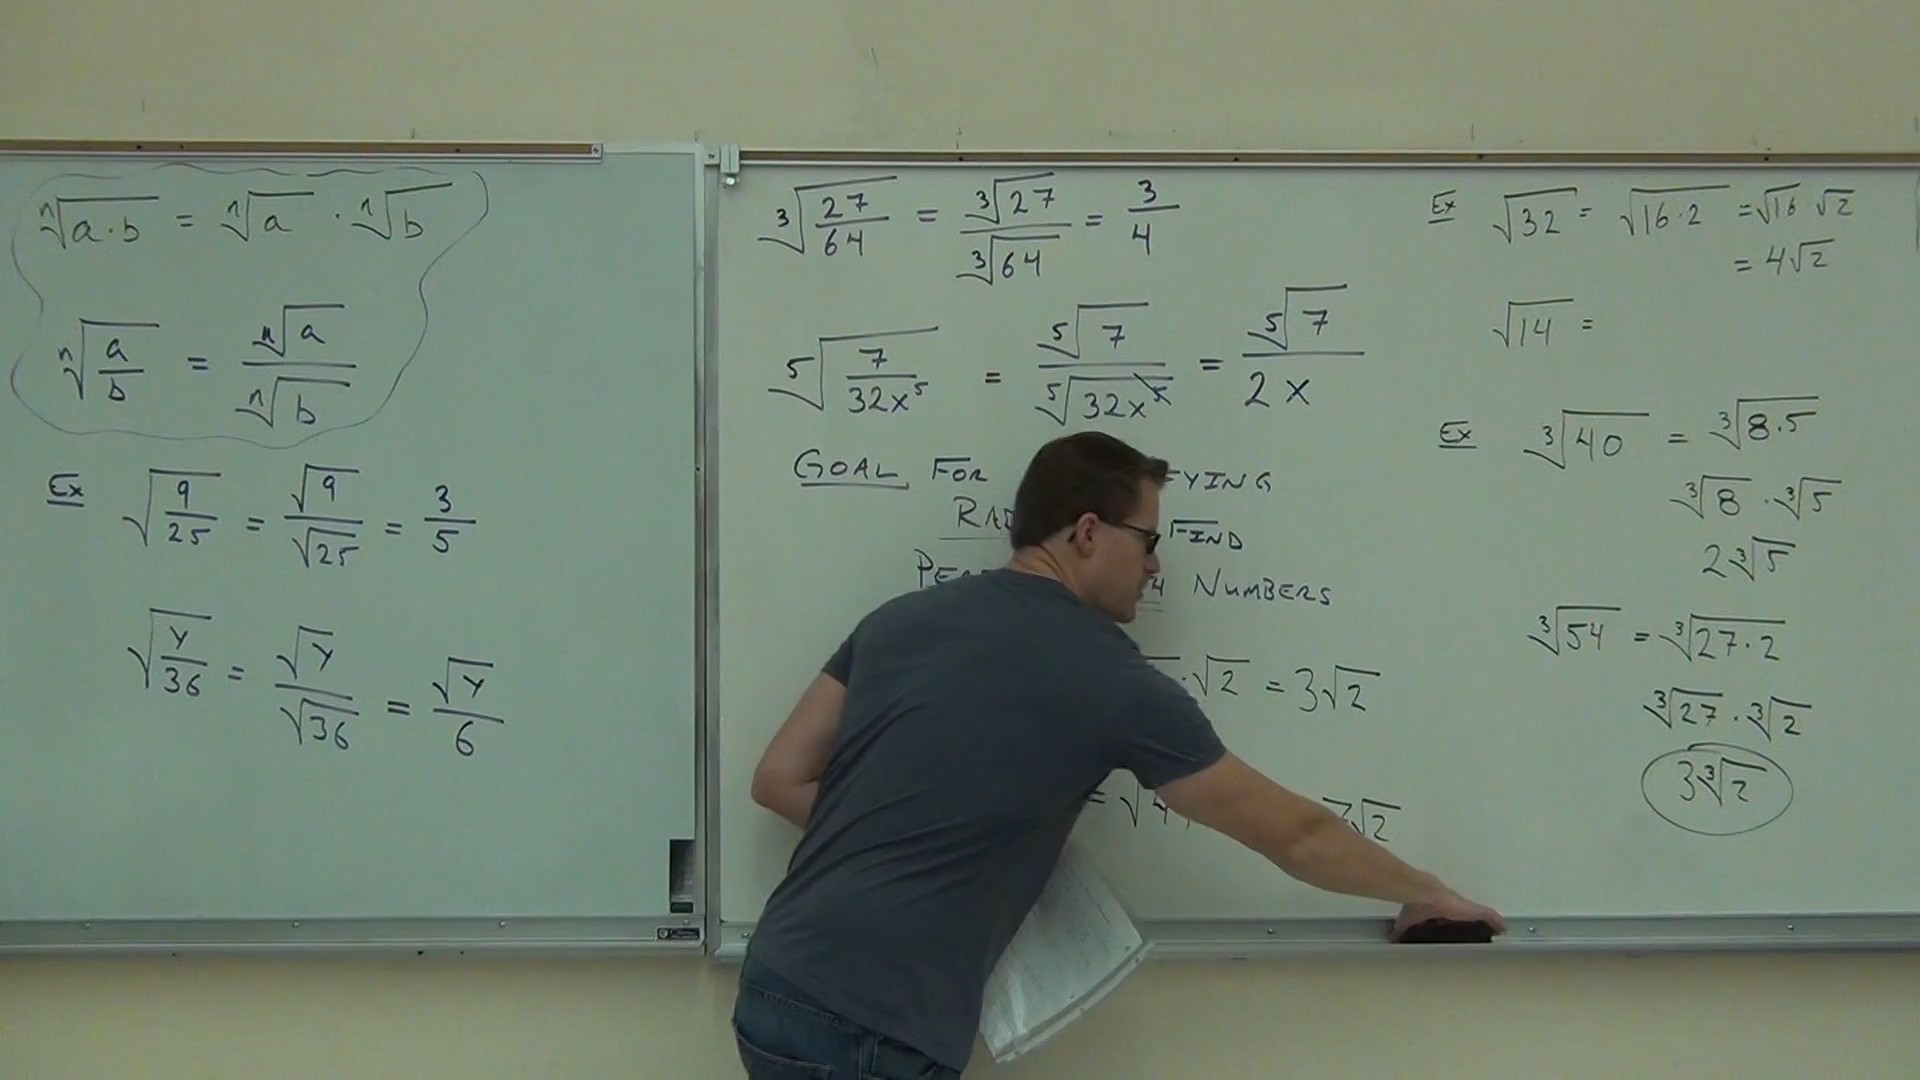 ⁿ√(a·b) = ⁿ√a · ⁿ√b
ⁿ√(a/b) = ⁿ√a / ⁿ√b
Ex √(9/25) = √9/√25 = 3/5
√(y/36) = √y/√36 = √y/6
³√(27/64) = ³√27/³√64 = 3/4
⁵√(7/32x⁵) = ⁵√7/⁵√32x⁵ = ⁵√7/2x
GOAL FOR
FIND
NUMBERS
·√2 = 3√2
Ex √32 = √16·2 = √16 · √2
= 4√2
√14 =
Ex ³√40 = ³√8·5
³√8 · ³√5
2³√5
³√54 = ³√27·2
³√27 · ³√2
3³√2